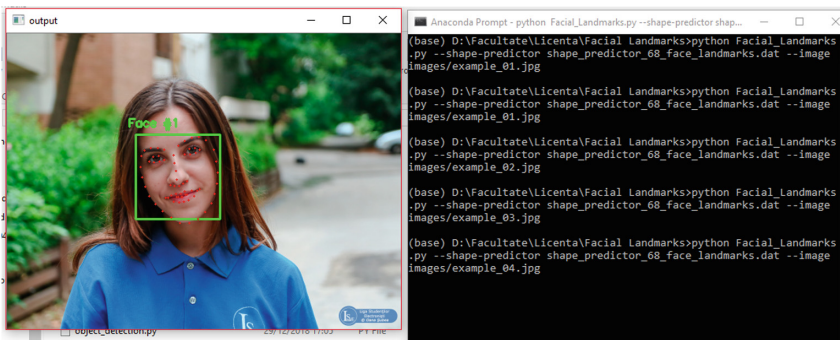 output
Face #1
Ls
object_detection.py
29/12/2018 17:05
PY File
Anaconda Prompt - python Facial_Landmarks.py --shape-predictor shap...
(base) D:\Facultate\Licenta\Facial Landmarks>python Facial_Landmarks
.py --shape-predictor shape_predictor_68_face_landmarks.dat --image
images/example_01.jpg
(base) D:\Facultate\Licenta\Facial Landmarks>python Facial_Landmarks
.py --shape-predictor shape_predictor_68_face_landmarks.dat --image
images/example_01.jpg
(base) D:\Facultate\Licenta\Facial Landmarks>python Facial_Landmarks
.py --shape-predictor shape_predictor_68_face_landmarks.dat --image
images/example_02.jpg
(base) D:\Facultate\Licenta\Facial Landmarks>python Facial_Landmarks
.py --shape-predictor shape_predictor_68_face_landmarks.dat --image
images/example_03.jpg
(base) D:\Facultate\Licenta\Facial Landmarks>python Facial_Landmarks
.py --shape-predictor shape_predictor_68_face_landmarks.dat --image
images/example_04.jpg